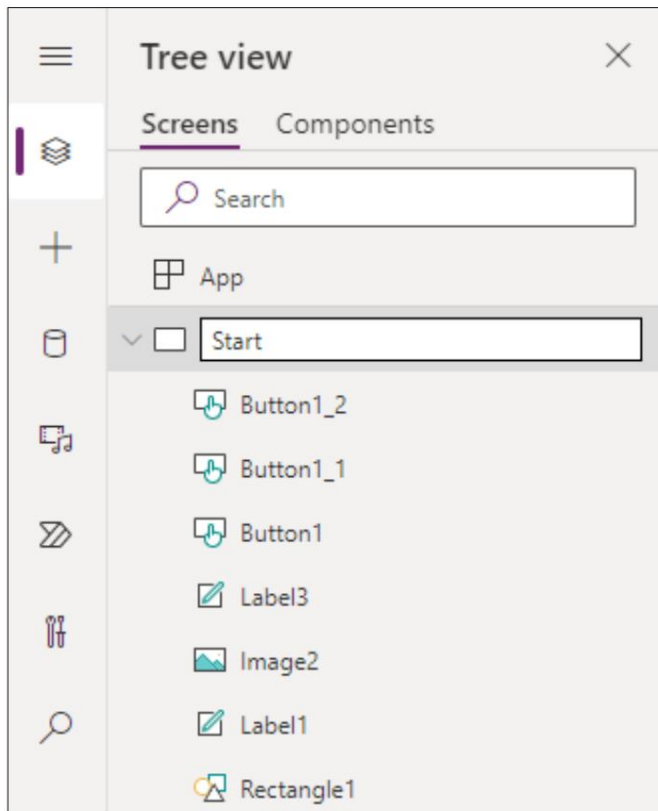 Tree view
Screens Components
Search
App
Start
Button1_2
Button1_1
Button1
Label3
Image2
Label1
Rectangle1